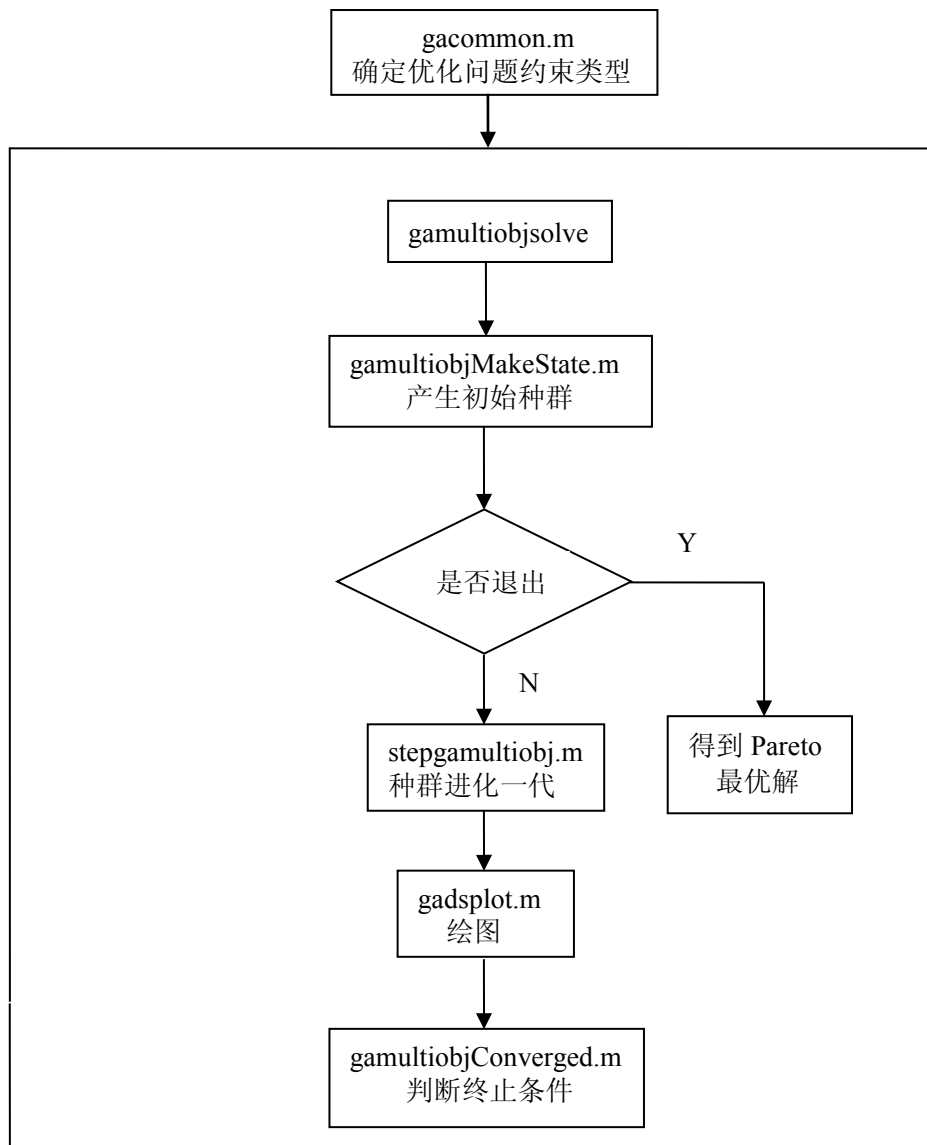 gacommon.m
确定优化问题约束类型
gamultiobjsolve
gamultiobjMakeState.m
产生初始种群
是否退出
Y
N
stepgamultiobj.m
种群进化一代
得到 Pareto
最优解
gadsplot.m
绘图
gamultiobjConverged.m
判断终止条件